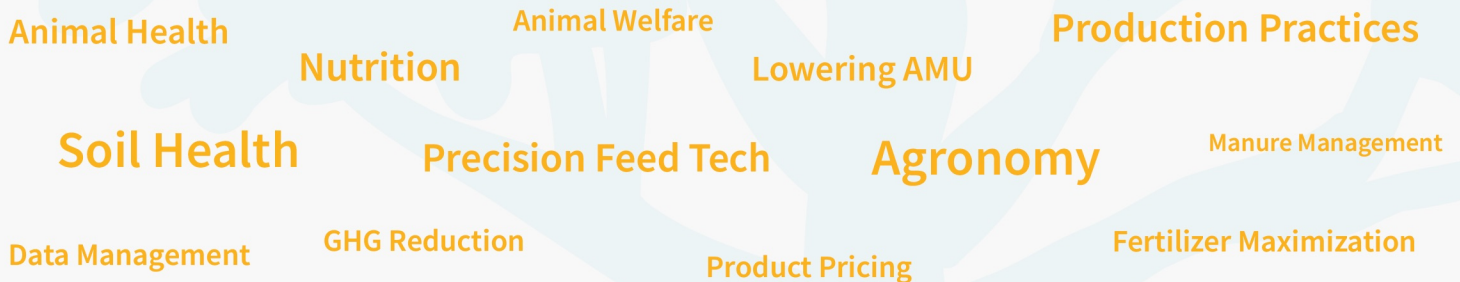 Animal Health
Animal Welfare
Production Practices
Nutrition
Lowering AMU
Soil Health
Precision Feed Tech
Agronomy
Manure Management
Data Management
GHG Reduction
Product Pricing
Fertilizer Maximization